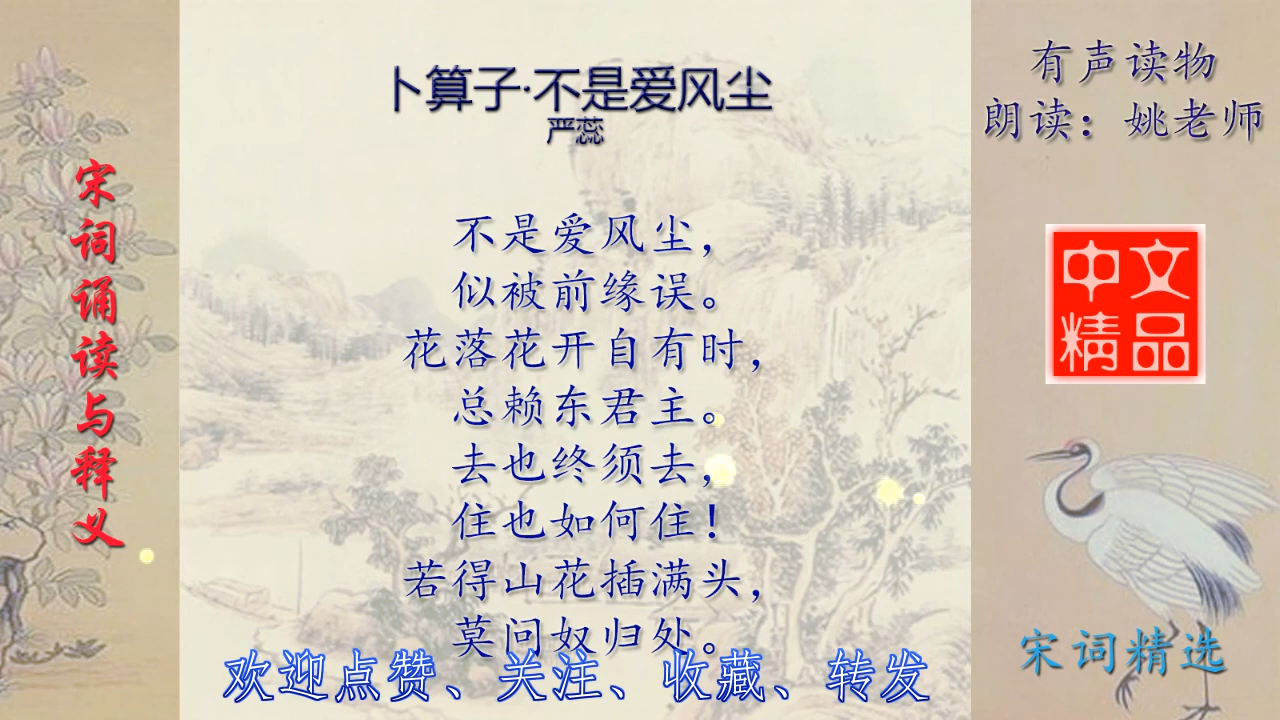 卜算子·不是爱风尘
严蕊
不是爱风尘，
似被前缘误。
花落花开自有时，
总赖东君主。
去也终须去，
住也如何住！
若得山花插满头，
莫问奴归处。
欢迎点赞、关注、收藏、转发
宋词诵读与释义
有声读物
朗读：姚老师
中文
精品
宋词精选